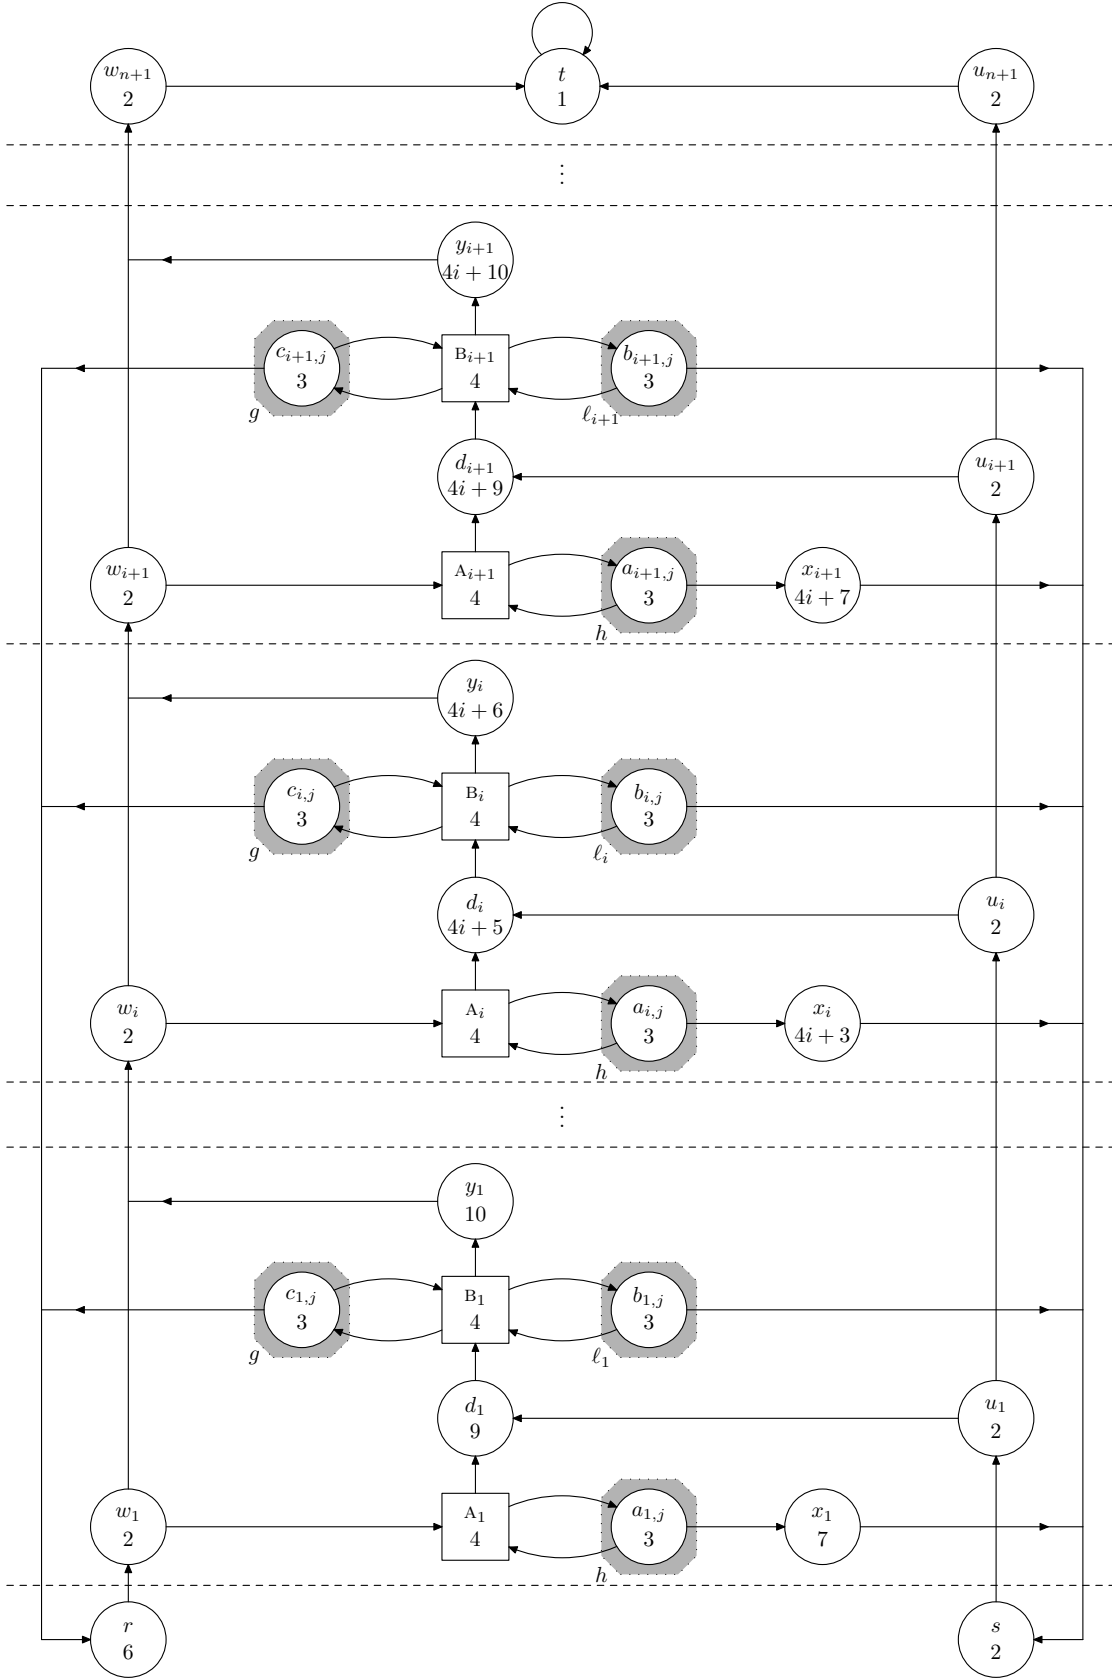 w_{n+1}
2
t
1
u_{n+1}
2
⋮
y_{i+1}
4i + 10
c_{i+1,j}
3
g
B_{i+1}
4
b_{i+1,j}
3
ℓ_{i+1}
d_{i+1}
4i + 9
u_{i+1}
2
w_{i+1}
2
A_{i+1}
4
a_{i+1,j}
3
h
x_{i+1}
4i + 7
y_i
4i + 6
c_{i,j}
3
g
B_i
4
b_{i,j}
3
ℓ_i
d_i
4i + 5
u_i
2
w_i
2
A_i
4
a_{i,j}
3
h
x_i
4i + 3
⋮
y_1
10
c_{1,j}
3
g
B_1
4
b_{1,j}
3
ℓ_1
d_1
9
u_1
2
w_1
2
A_1
4
a_{1,j}
3
h
x_1
7
r
6
s
2